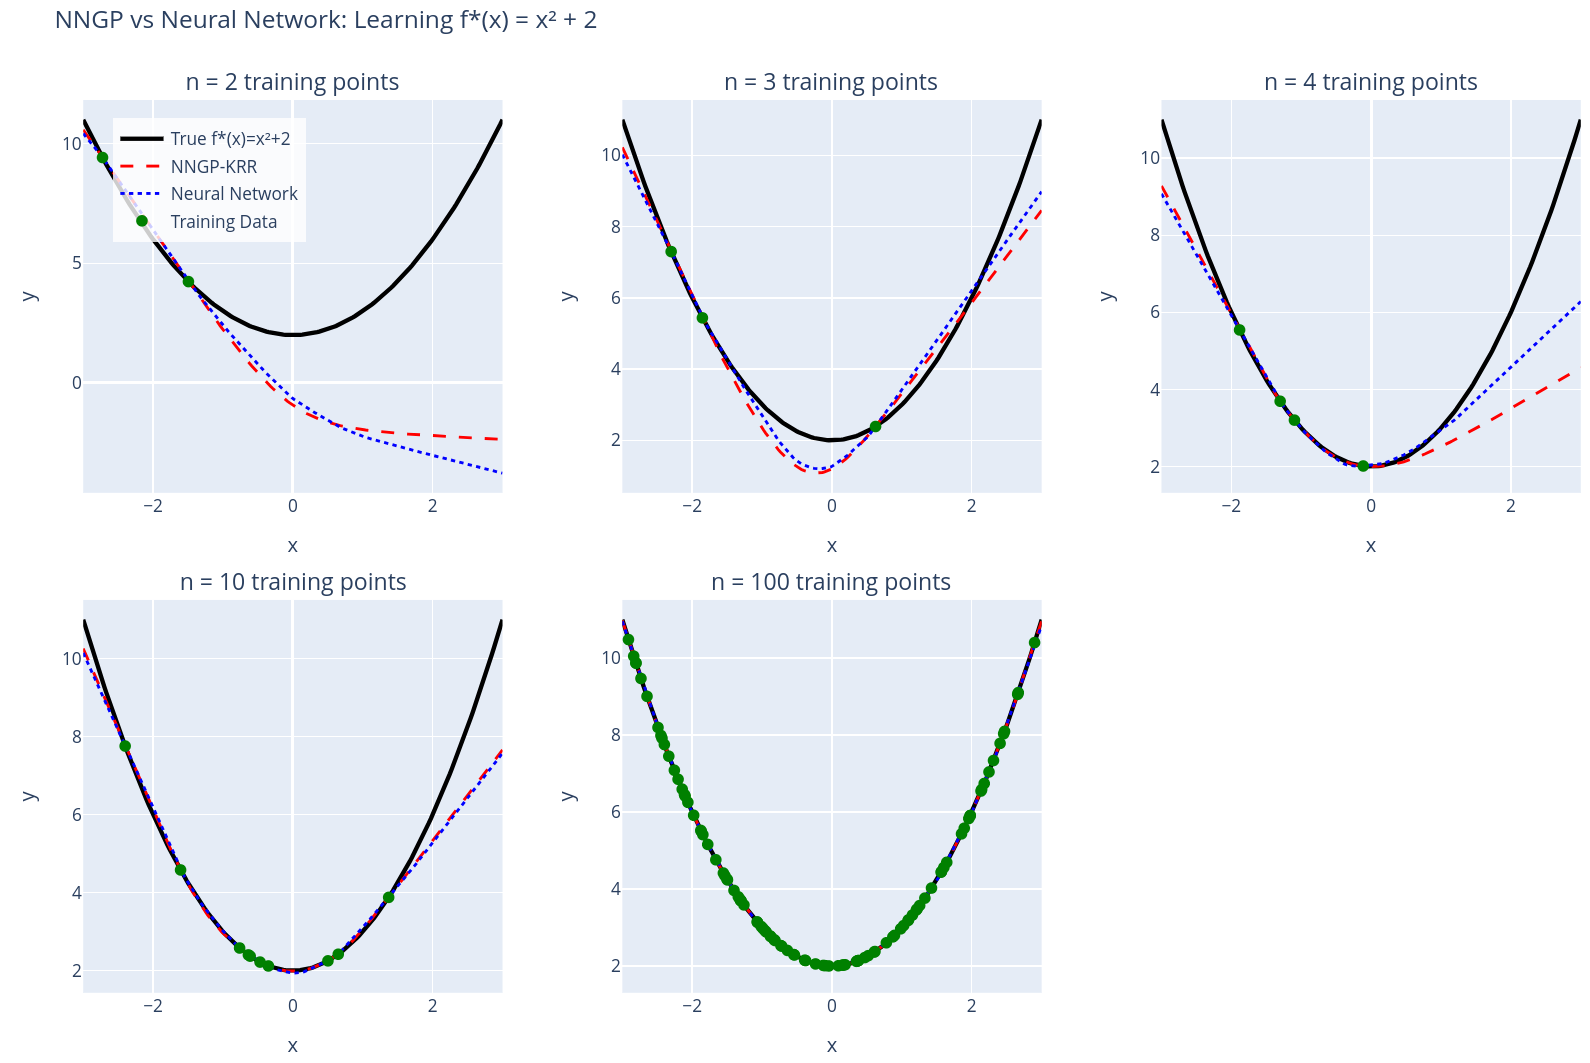 NNGP vs Neural Network: Learning f*(x) = x² + 2
n = 2 training points
10
5
0
y
−2
0
2
x
True f*(x)=x²+2
NNGP-KRR
Neural Network
Training Data
n = 3 training points
10
8
6
4
2
y
−2
0
2
x
n = 4 training points
10
8
6
4
2
y
−2
0
2
x
n = 10 training points
10
8
6
4
2
y
−2
0
2
x
n = 100 training points
10
8
6
4
2
y
−2
0
2
x